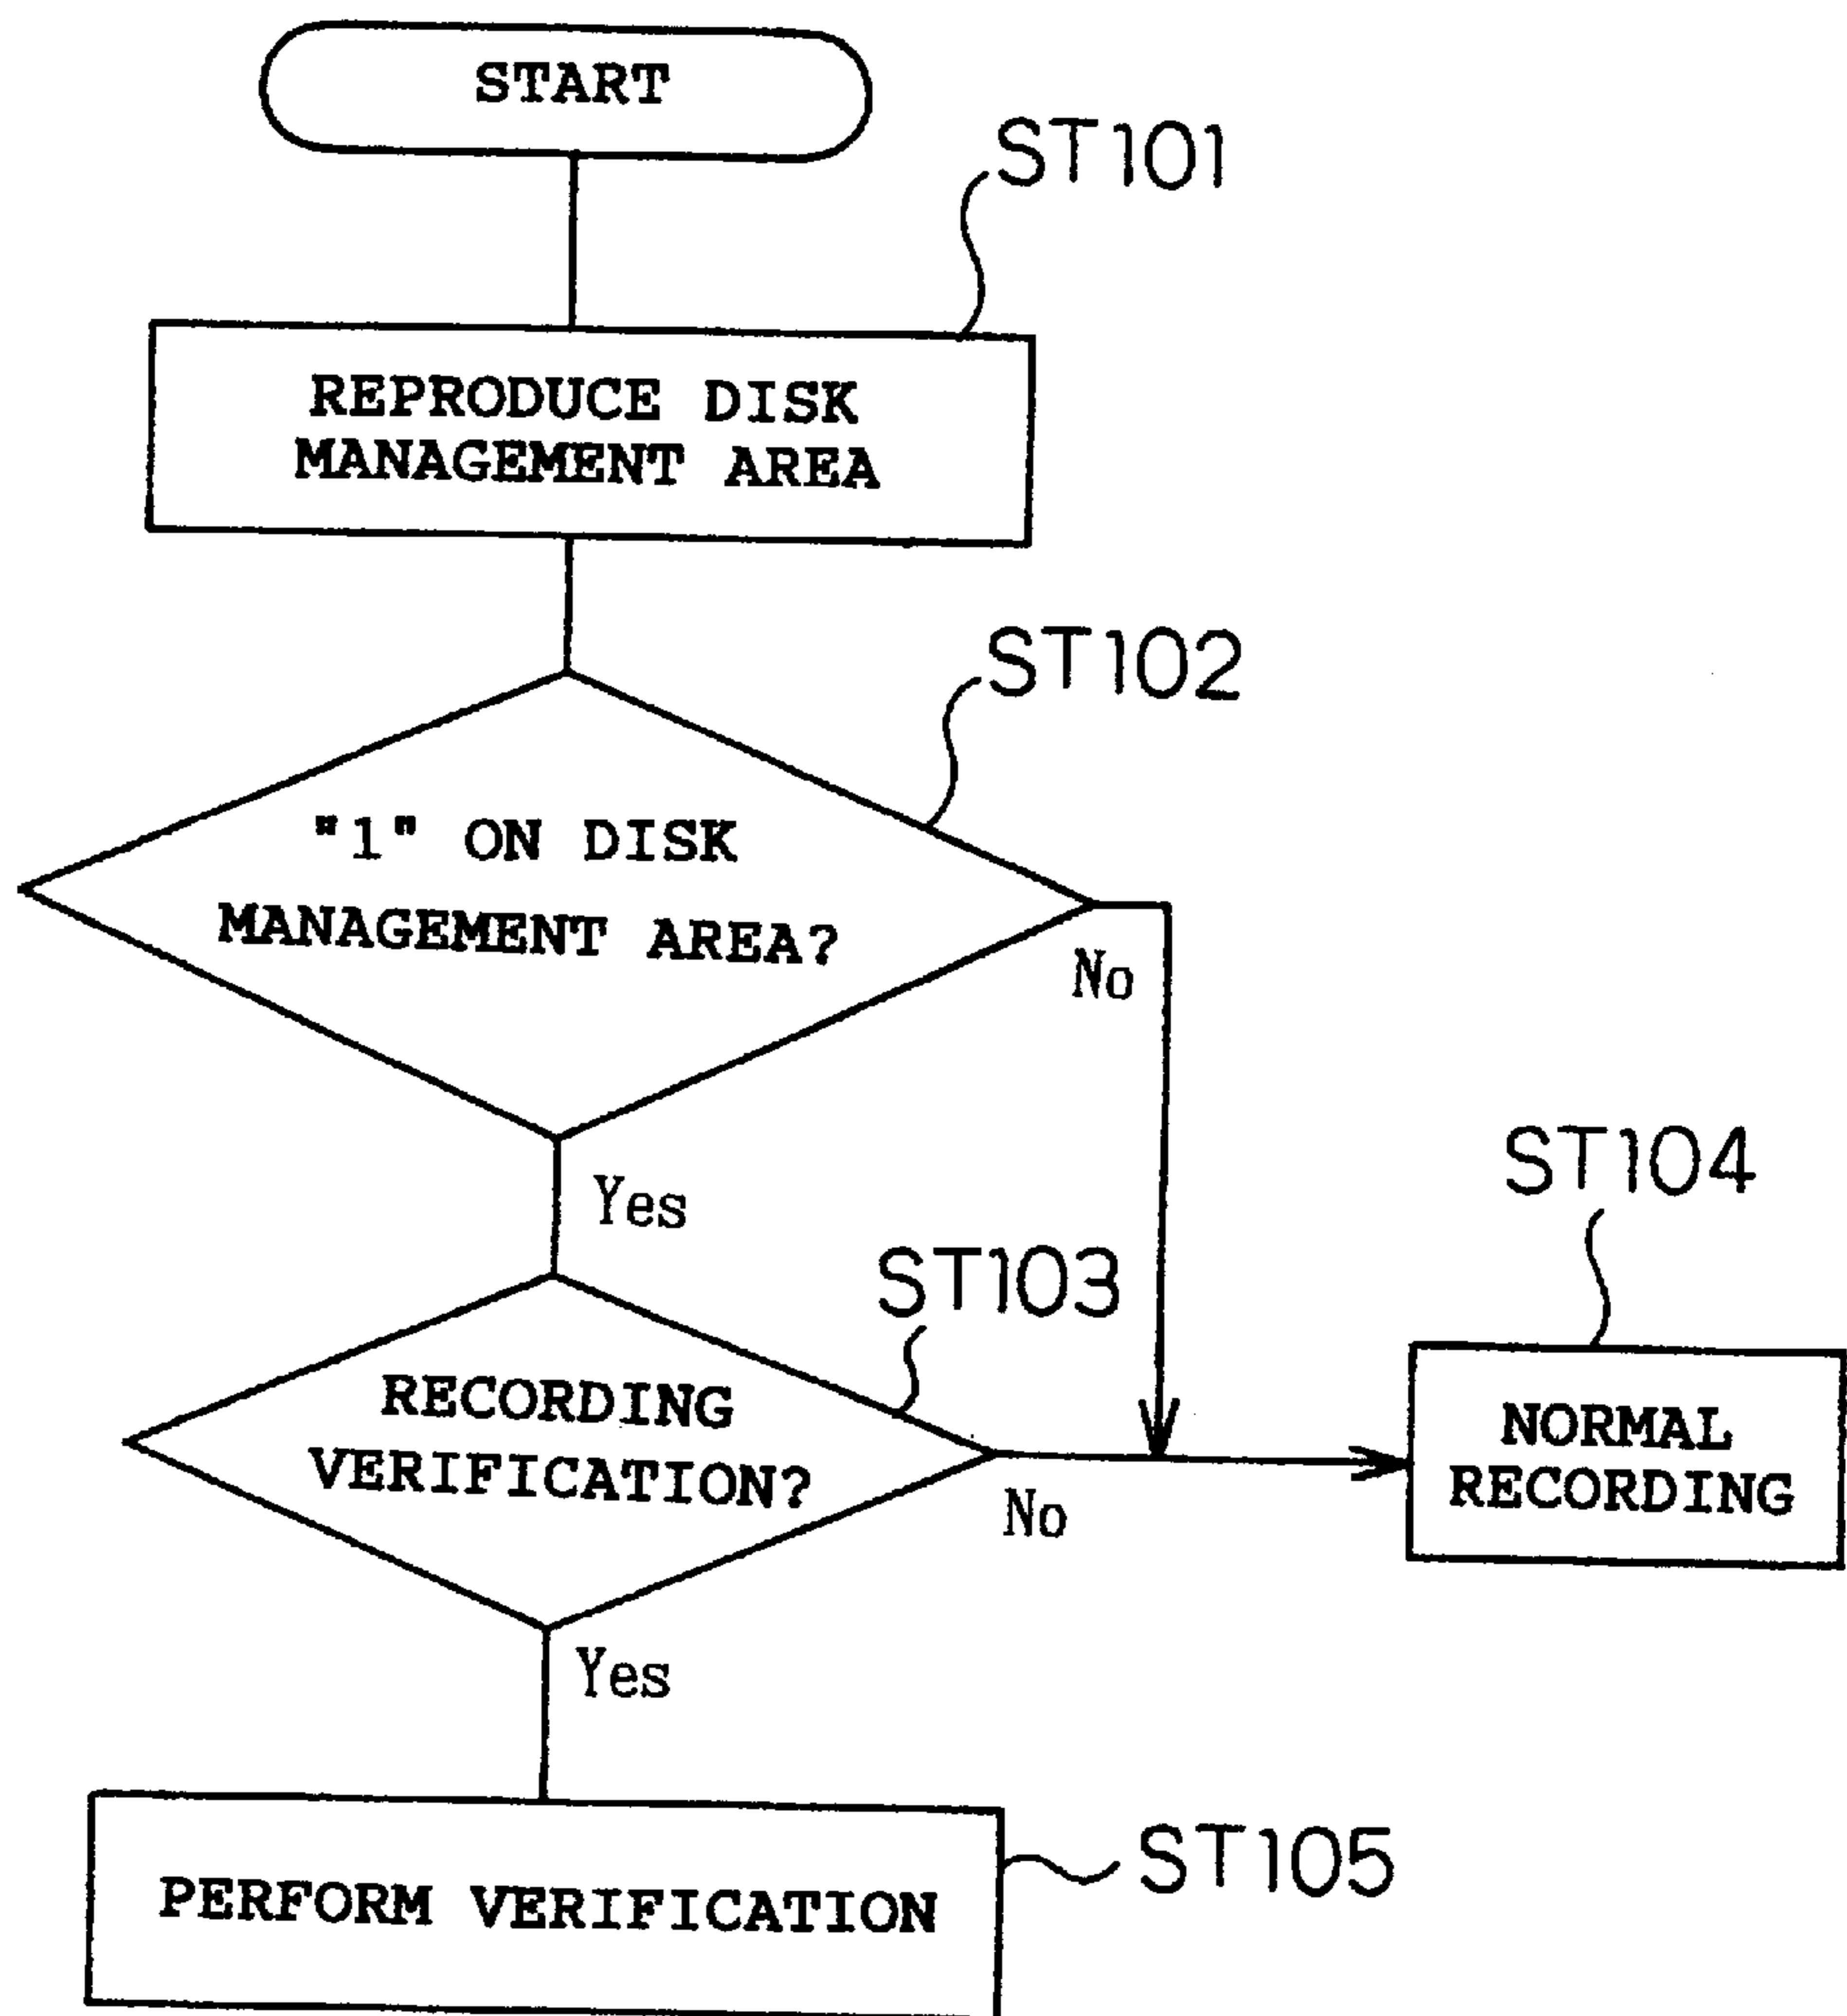 START
ST101
REPRODUCE DISK
MANAGEMENT AREA
ST102
"1" ON DISK
MANAGEMENT AREA?
No
Yes
ST103
ST104
RECORDING
VERIFICATION?
No
NORMAL
RECORDING
Yes
PERFORM VERIFICATION
ST105